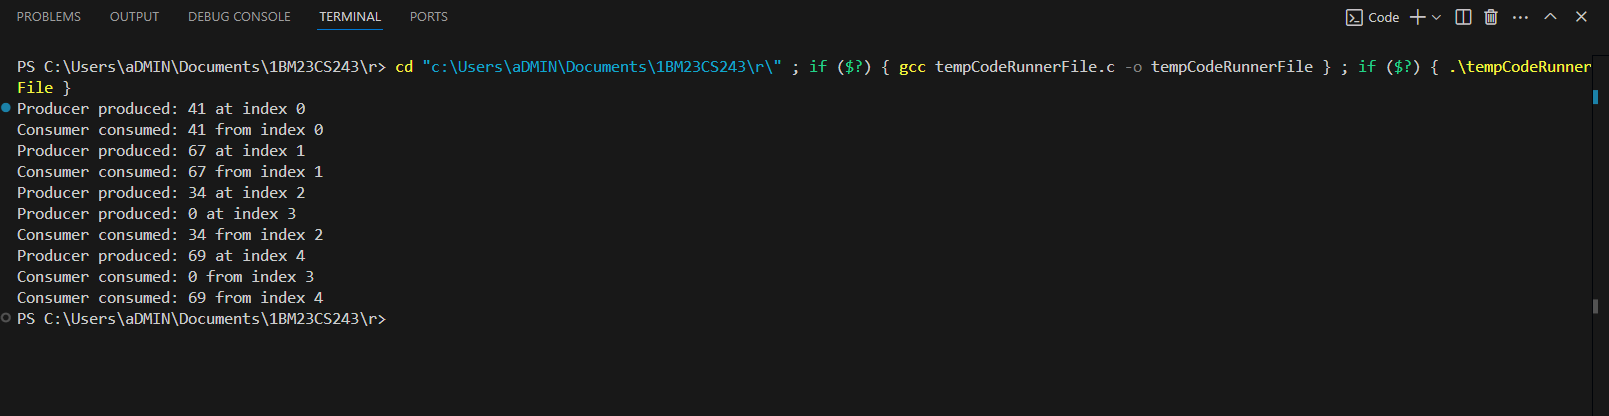 PROBLEMS OUTPUT DEBUG CONSOLE TERMINAL PORTS Code
PS C:\Users\aDMIN\Documents\1BM23CS243\r> cd "c:\Users\aDMIN\Documents\1BM23CS243\r\" ; if ($?) { gcc tempCodeRunnerFile.c -o tempCodeRunnerFile } ; if ($?) { .\tempCodeRunner
File }
Producer produced: 41 at index 0
Consumer consumed: 41 from index 0
Producer produced: 67 at index 1
Consumer consumed: 67 from index 1
Producer produced: 34 at index 2
Producer produced: 0 at index 3
Consumer consumed: 34 from index 2
Producer produced: 69 at index 4
Consumer consumed: 0 from index 3
Consumer consumed: 69 from index 4
PS C:\Users\aDMIN\Documents\1BM23CS243\r>